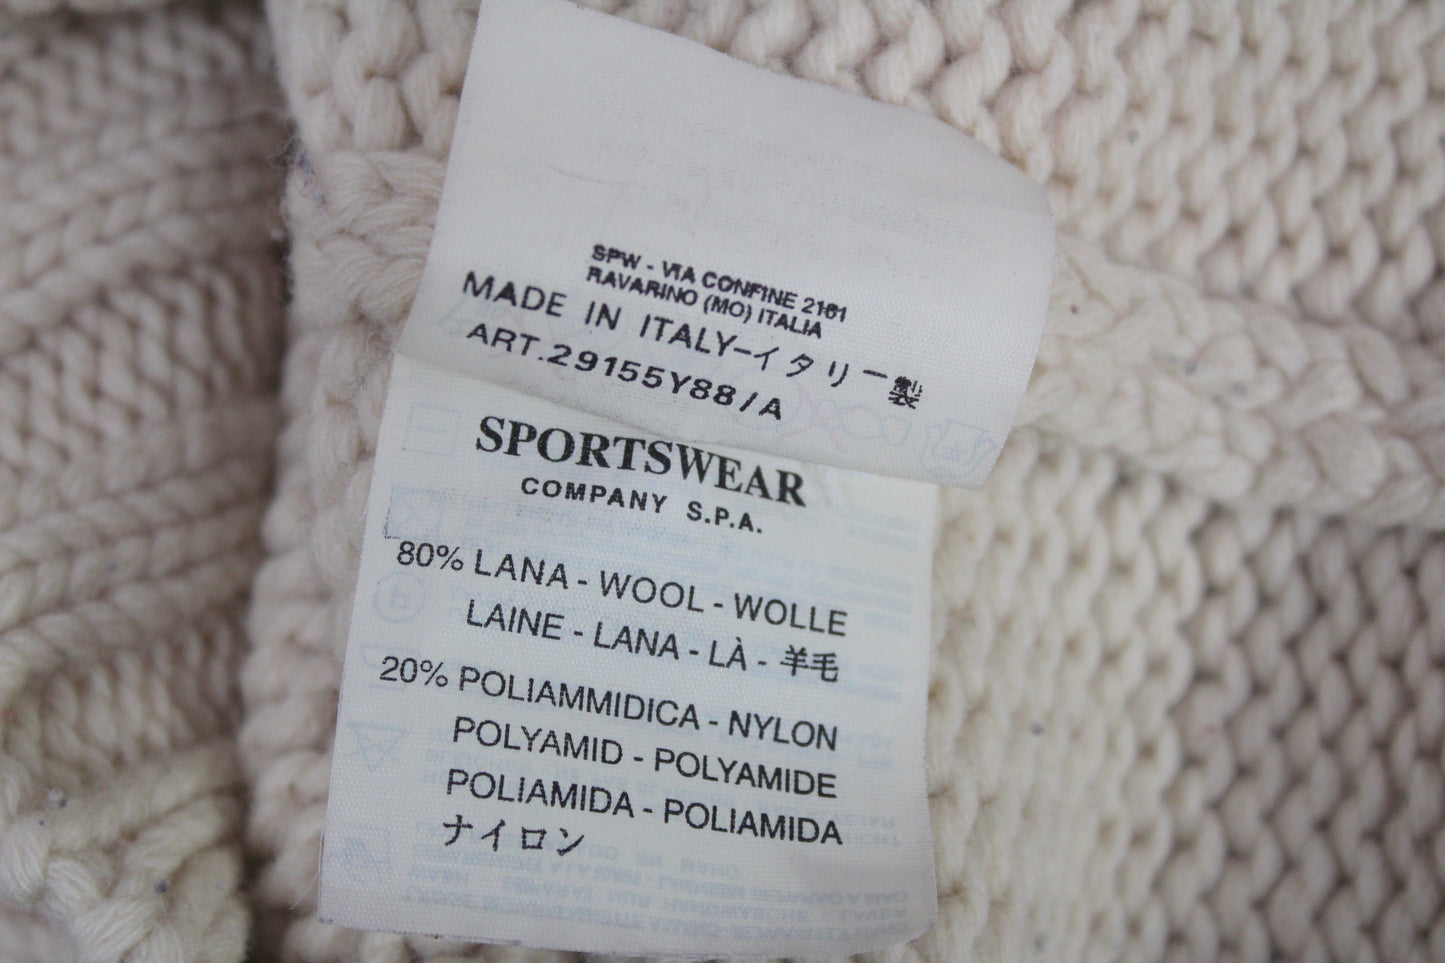 SPW - VIA CONFINE 2161
RAVARINO (MO) ITALIA
MADE IN ITALY-イタリー製
ART.29155Y88/A
SPORTSWEAR
COMPANY S.P.A.
80% LANA - WOOL - WOLLE
LAINE - LANA - LÀ - 羊毛
20% POLIAMMIDICA - NYLON
POLYAMID - POLYAMIDE
POLIAMIDA - POLIAMIDA
ナイロン